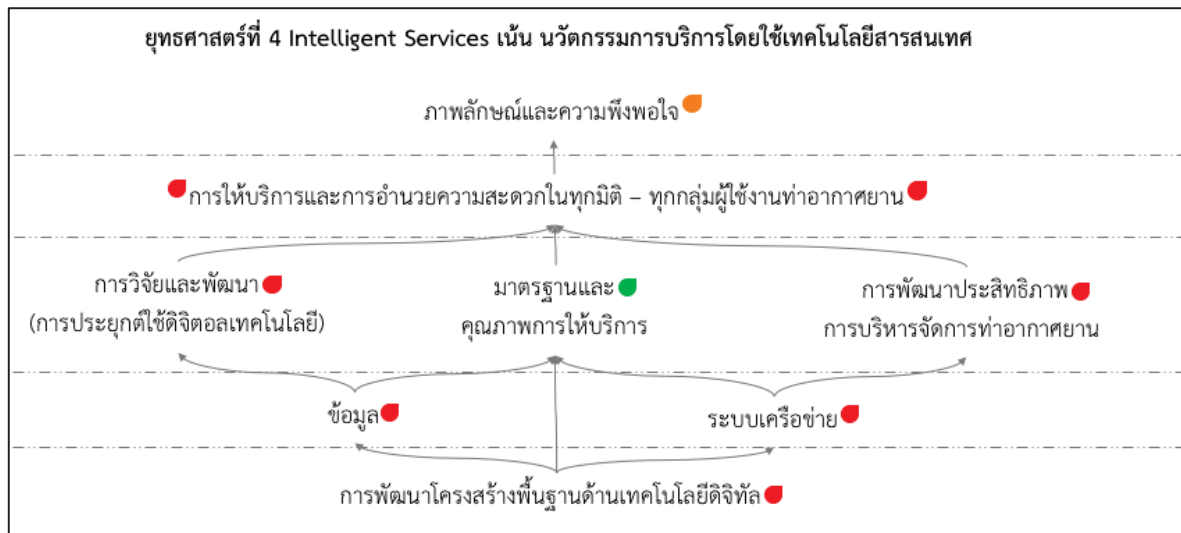 ยุทธศาสตร์ที่ 4 Intelligent Services เน้น นวัตกรรมการบริการโดยใช้เทคโนโลยีสารสนเทศ
ภาพลักษณ์และความพึงพอใจ
การให้บริการและการอำนวยความสะดวกในทุกมิติ – ทุกกลุ่มผู้ใช้งานท่าอากาศยาน
การวิจัยและพัฒนา
(การประยุกต์ใช้ดิจิตอลเทคโนโลยี)
มาตรฐานและ
คุณภาพการให้บริการ
การพัฒนาประสิทธิภาพ
การบริหารจัดการท่าอากาศยาน
ข้อมูล
ระบบเครือข่าย
การพัฒนาโครงสร้างพื้นฐานด้านเทคโนโลยีดิจิทัล